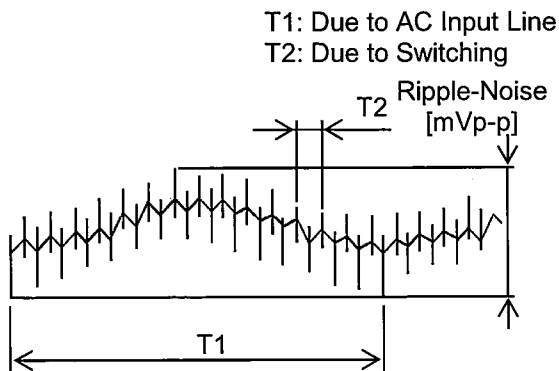 T1: Due to AC Input Line
T2: Due to Switching
Ripple-Noise
T2
[mVp-p]
T1